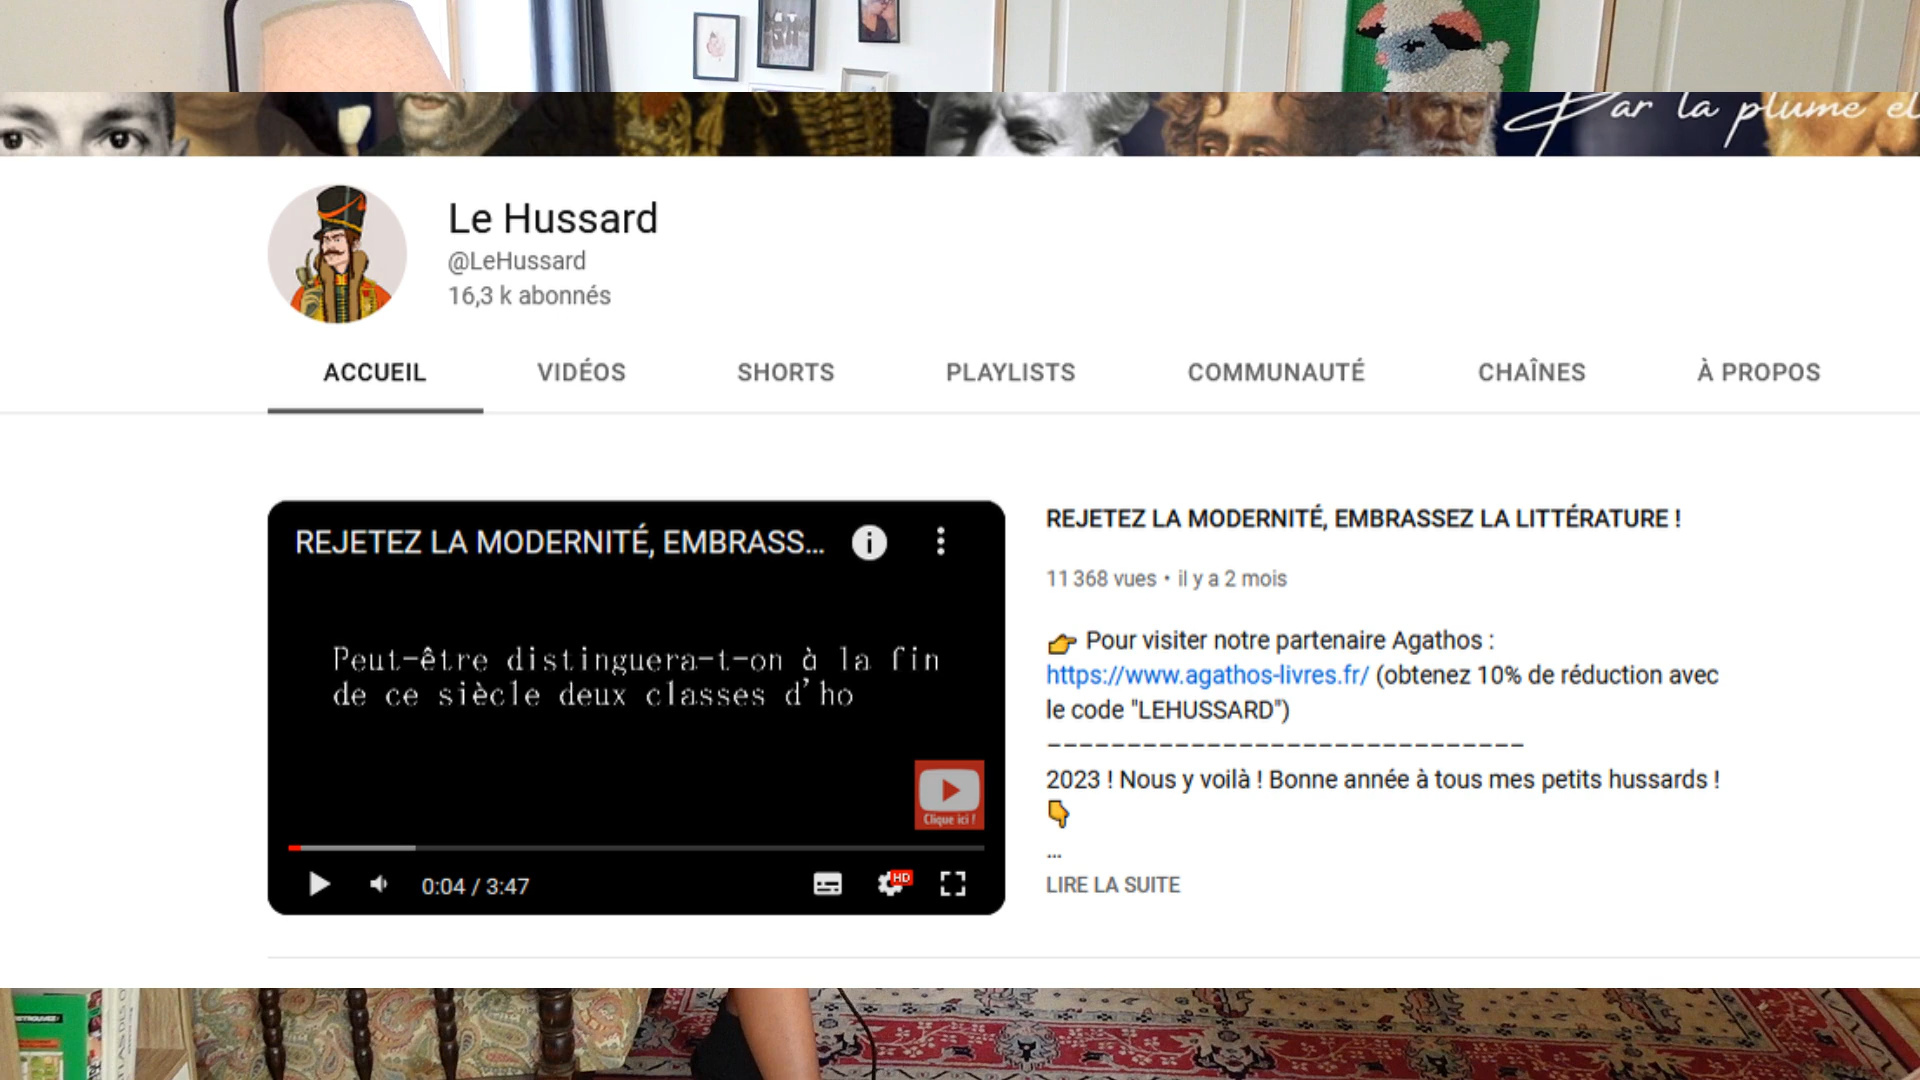 Par la plume et
Le Hussard
@LeHussard
16,3 k abonnés
ACCUEIL
VIDÉOS
SHORTS
PLAYLISTS
COMMUNAUTÉ
CHAÎNES
À PROPOS
REJETEZ LA MODERNITÉ, EMBRASS...
Peut-être distinguera-t-on à la fin
de ce siècle deux classes d'ho
Clique ici !
0:04 / 3:47
HD
REJETEZ LA MODERNITÉ, EMBRASSEZ LA LITTÉRATURE !
11 368 vues • il y a 2 mois
👉 Pour visiter notre partenaire Agathos :
https://www.agathos-livres.fr/ (obtenez 10% de réduction avec
le code "LEHUSSARD")
------------------------------
2023 ! Nous y voilà ! Bonne année à tous mes petits hussards !
👇
...
LIRE LA SUITE